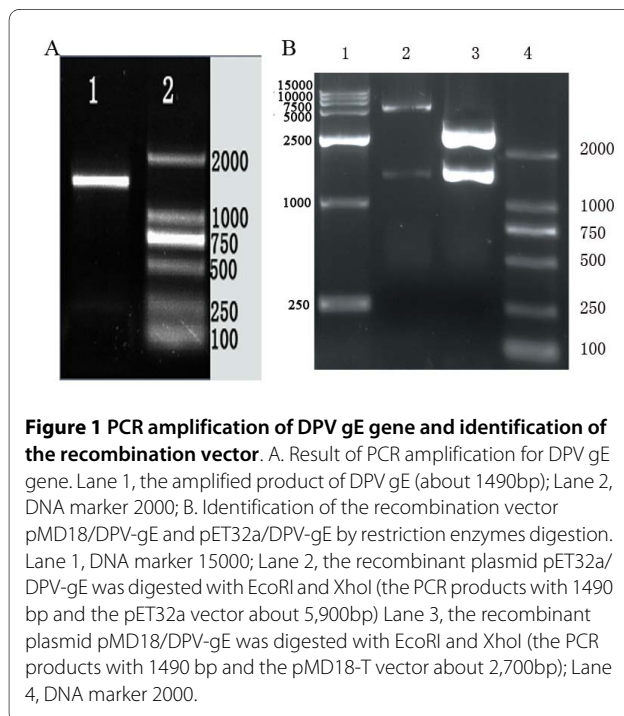 A
1 2
2000
1000
750
500
250
100
B
1 2 3 4
15000
10000
7500
5000
2500
1000
250
2000
1000
750
500
250
100
Figure 1 PCR amplification of DPV gE gene and identification of
the recombination vector. A. Result of PCR amplification for DPV gE
gene. Lane 1, the amplified product of DPV gE (about 1490bp); Lane 2,
DNA marker 2000; B. Identification of the recombination vector
pMD18/DPV-gE and pET32a/DPV-gE by restriction enzymes digestion.
Lane 1, DNA marker 15000; Lane 2, the recombinant plasmid pET32a/
DPV-gE was digested with EcoRI and XhoI (the PCR products with 1490
bp and the pET32a vector about 5,900bp) Lane 3, the recombinant
plasmid pMD18/DPV-gE was digested with EcoRI and XhoI (the PCR
products with 1490 bp and the pMD18-T vector about 2,700bp); Lane
4, DNA marker 2000.